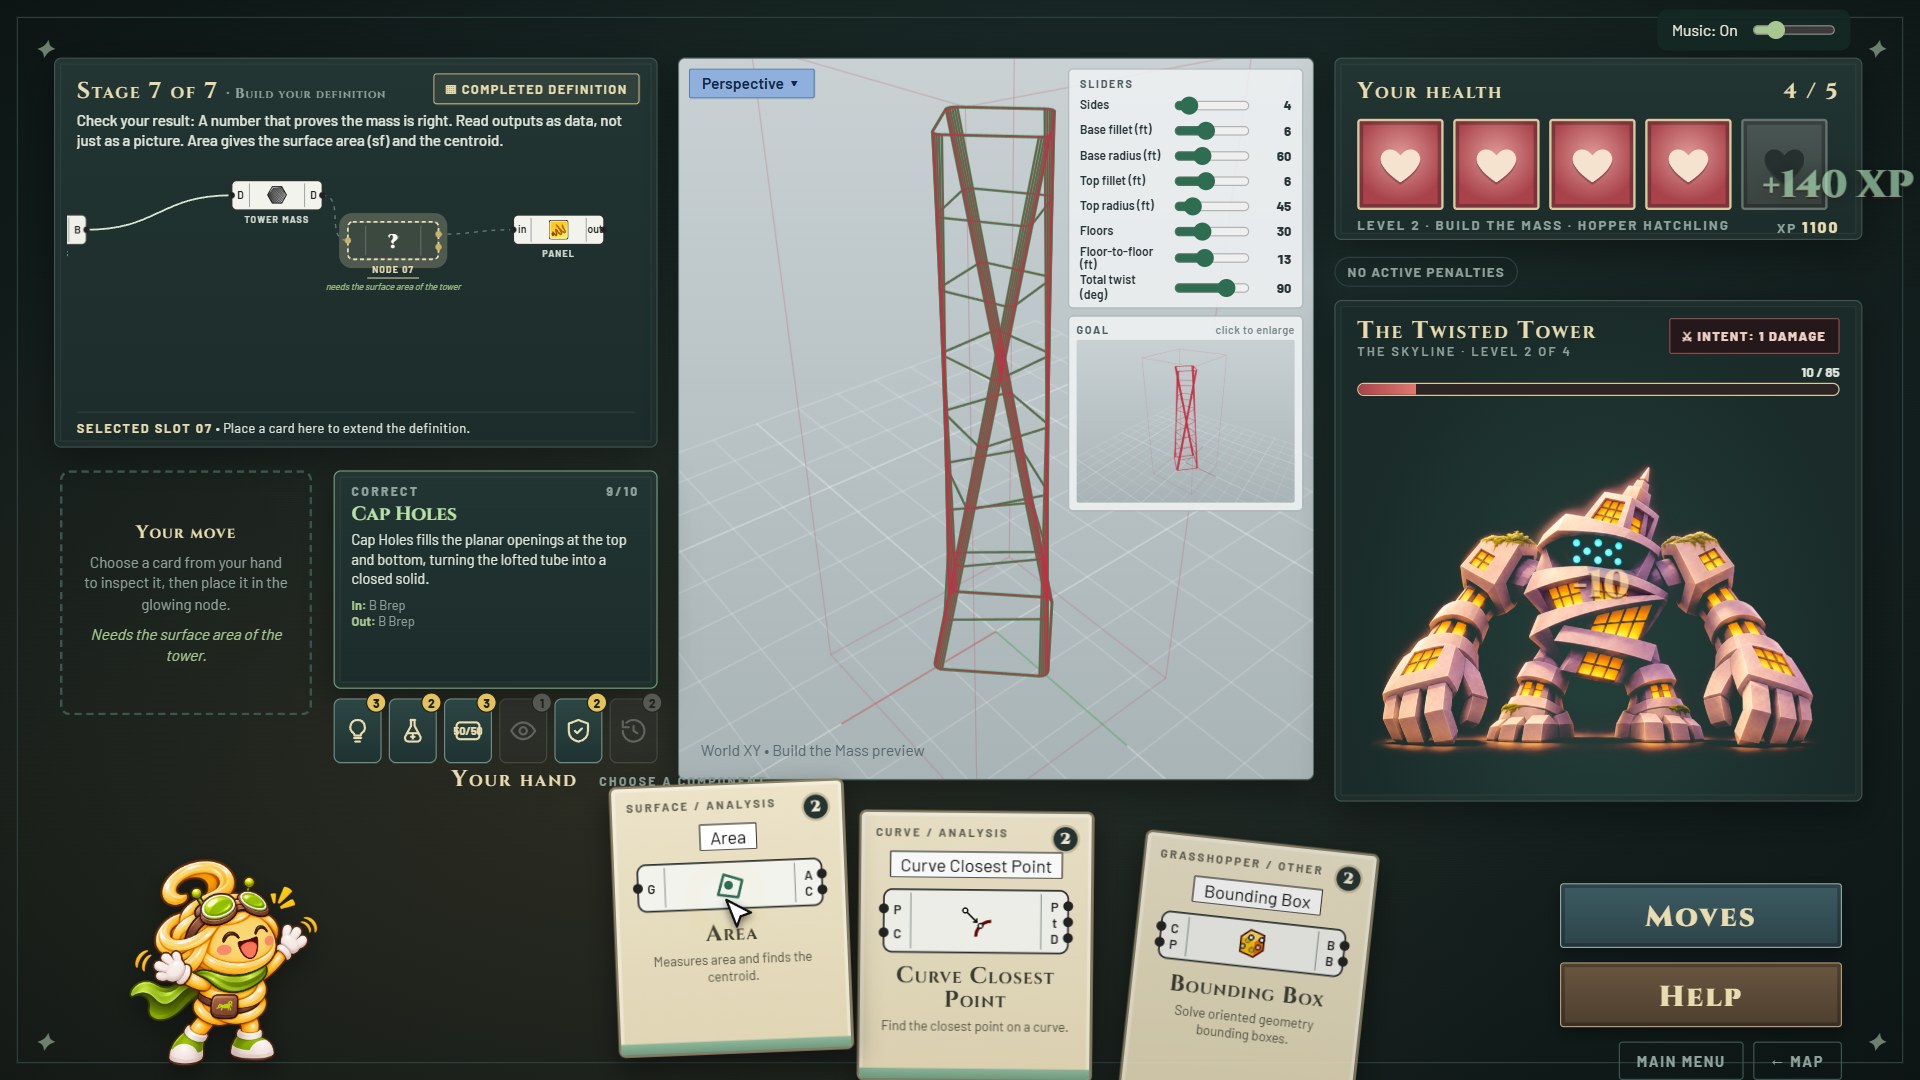 Music: On
Stage 7 of 7 · Build your definition
COMPLETED DEFINITION
Check your result: A number that proves the mass is right. Read outputs as data, not
just as a picture. Area gives the surface area (sf) and the centroid.
B
D D
TOWER MASS
?
NODE 07
needs the surface area of the tower
in out
PANEL
SELECTED SLOT 07 • Place a card here to extend the definition.
Your move
Choose a card from your hand
to inspect it, then place it in the
glowing node.
Needs the surface area of the
tower.
CORRECT 9/10
Cap Holes
Cap Holes fills the planar openings at the top
and bottom, turning the lofted tube into a
closed solid.
In: B Brep
Out: B Brep
3 2 3 1 2 2
50/50
Your hand CHOOSE A COMPONENT
Perspective ▾
SLIDERS
Sides 4
Base fillet (ft) 6
Base radius (ft) 60
Top fillet (ft) 6
Top radius (ft) 45
Floors 30
Floor-to-floor
(ft) 13
Total twist
(deg) 90
GOAL click to enlarge
World XY • Build the Mass preview
Your health 4 / 5
+140 XP
LEVEL 2 · BUILD THE MASS · HOPPER HATCHLING XP 1100
NO ACTIVE PENALTIES
The Twisted Tower
INTENT: 1 DAMAGE
THE SKYLINE · LEVEL 2 OF 4
10 / 85
-10
SURFACE / ANALYSIS 2
Area
G A
C
Area
Measures area and finds the
centroid.
CURVE / ANALYSIS 2
Curve Closest Point
P P
t
C D
Curve Closest
Point
Find the closest point on a curve.
GRASSHOPPER / OTHER 2
Bounding Box
C B
P B
Bounding Box
Solve oriented geometry
bounding boxes.
Moves
Help
MAIN MENU
← MAP